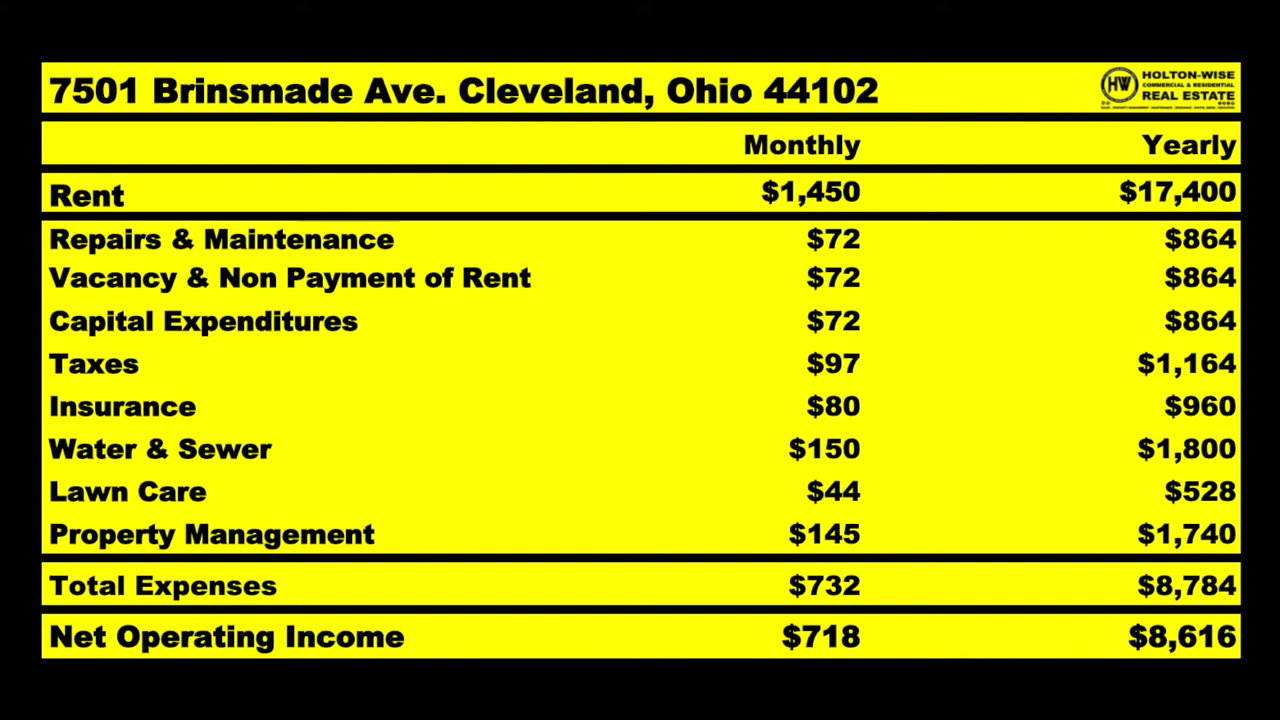 7501 Brinsmade Ave. Cleveland, Ohio 44102
HW
HOLTON-WISE
COMMERCIAL & RESIDENTIAL
REAL ESTATE
Monthly Yearly
Rent $1,450 $17,400
Repairs & Maintenance $72 $864
Vacancy & Non Payment of Rent $72 $864
Capital Expenditures $72 $864
Taxes $97 $1,164
Insurance $80 $960
Water & Sewer $150 $1,800
Lawn Care $44 $528
Property Management $145 $1,740
Total Expenses $732 $8,784
Net Operating Income $718 $8,616